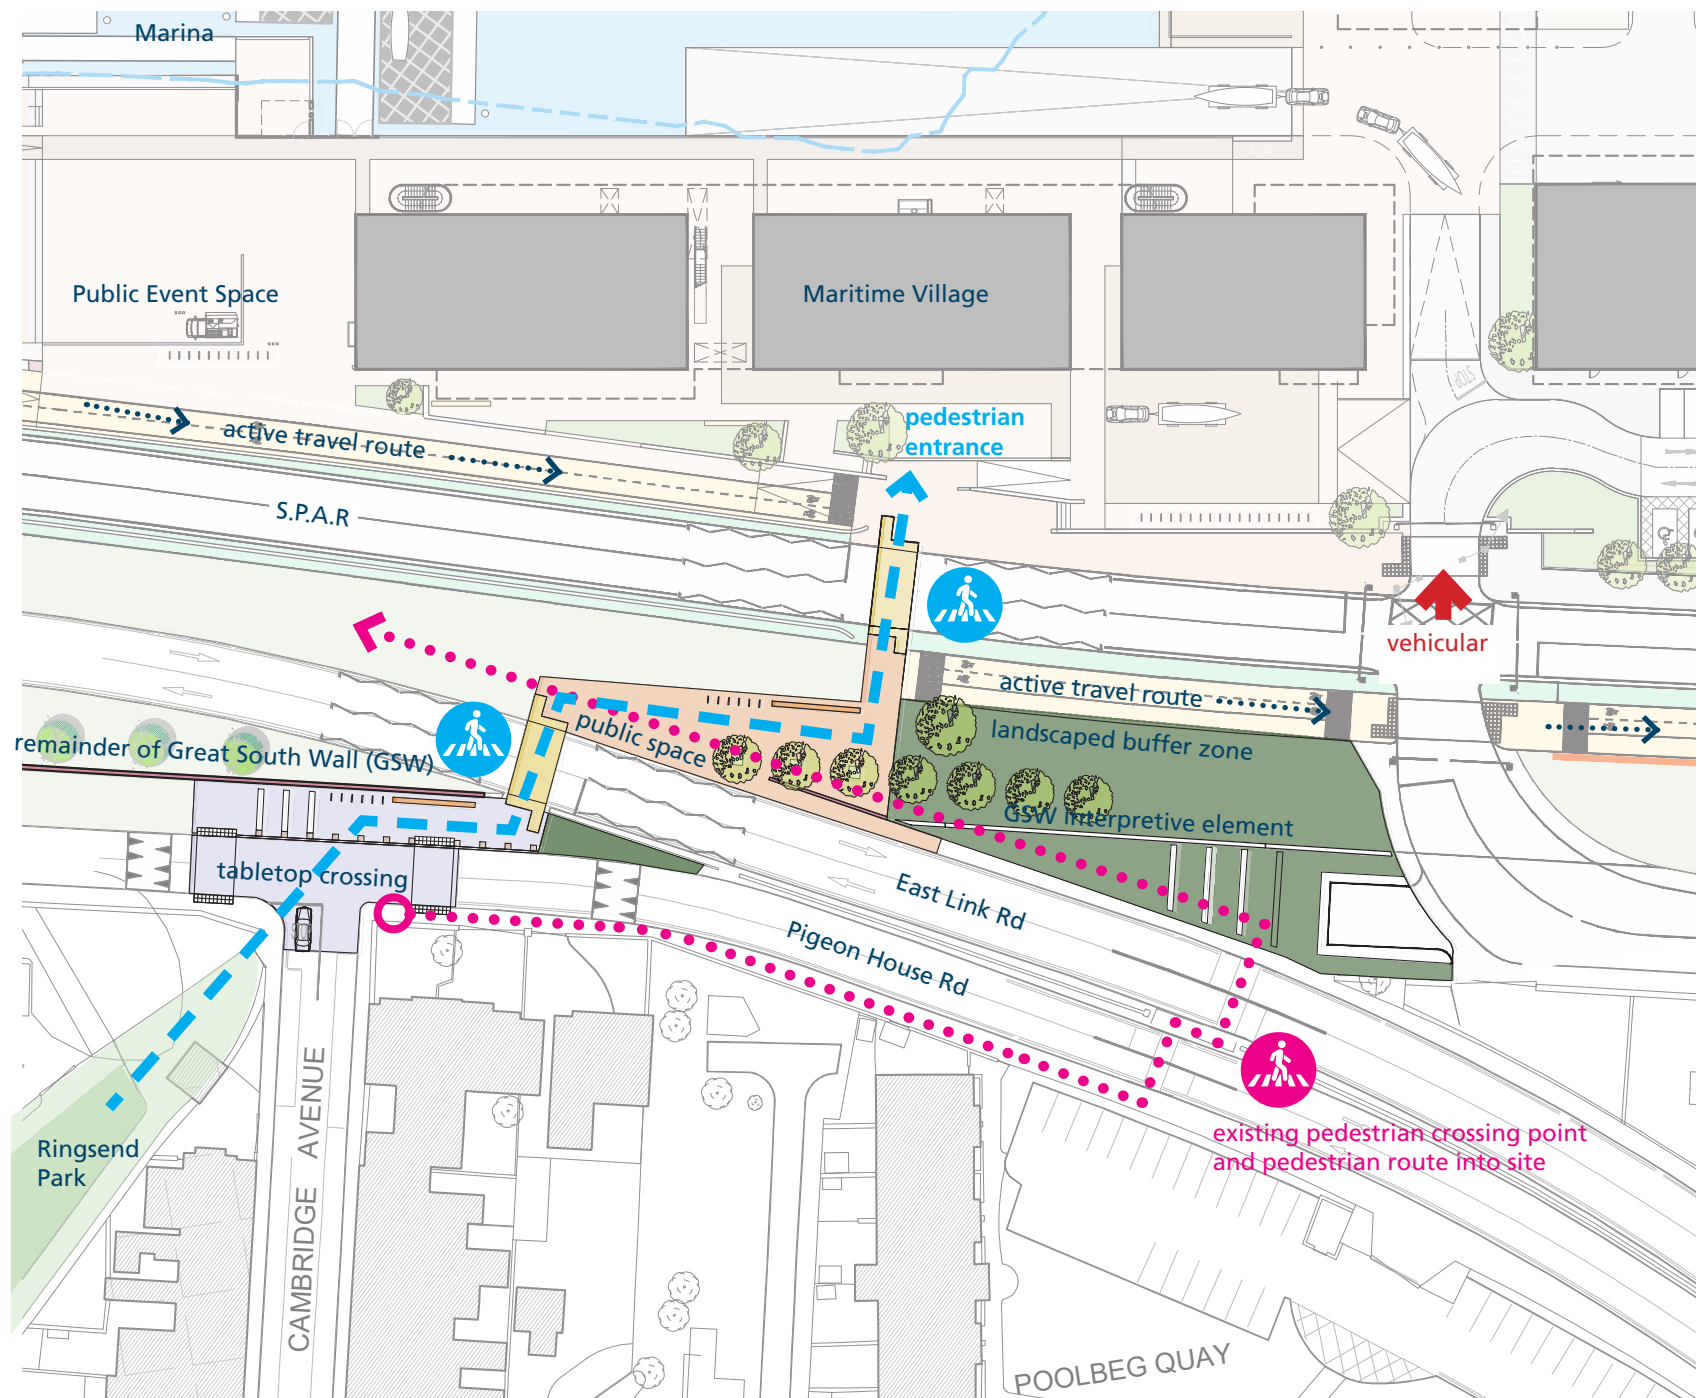 Marina
Public Event Space
Maritime Village
STOP
pedestrian
entrance
active travel route
S.P.A.R
vehicular
active travel route
public space
landscaped buffer zone
remainder of Great South Wall (GSW)
GSW interpretive element
tabletop crossing
East Link Rd
Pigeon House Rd
existing pedestrian crossing point
and pedestrian route into site
Ringsend
Park
CAMBRIDGE AVENUE
POOLBEG QUAY